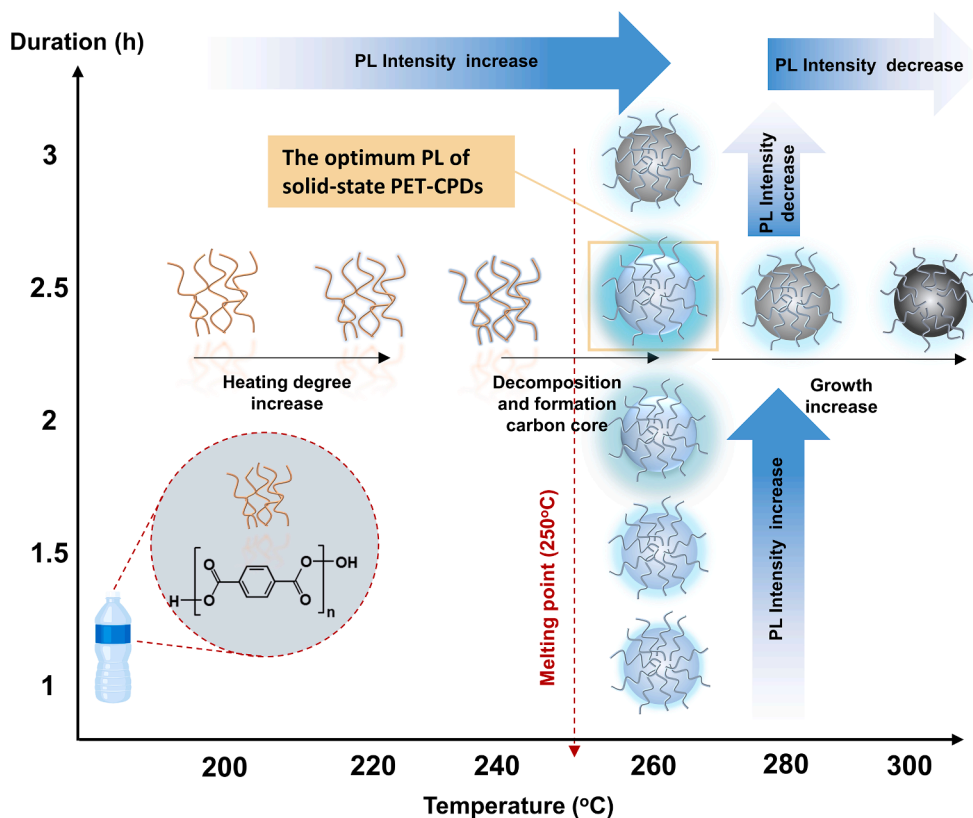 Duration (h)
PL Intensity increase
PL Intensity decrease
3
The optimum PL of
solid-state PET-CPDs
PL Intensity
decrease
2.5
Heating degree
increase
Decomposition
and formation
carbon core
Growth
increase
2
Melting point (250°C)
PL Intensity increase
1.5
O
O
O
O
OH
H
n
1
200
220
240
260
280
300
Temperature (°C)